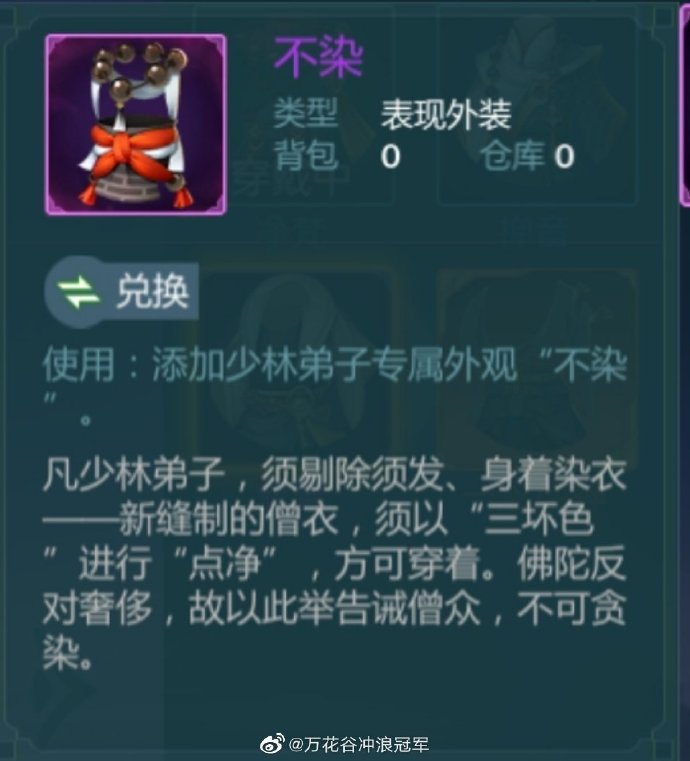 不染
类型 表现外装
背包 0 仓库 0
兑换
使用：添加少林弟子专属外观“不染
”。
凡少林弟子，须剔除须发、身着染衣
——新缝制的僧衣，须以“三坏色
”进行“点净”，方可穿着。佛陀反
对奢侈，故以此举告诫僧众，不可贪
染。
@万花谷冲浪冠军